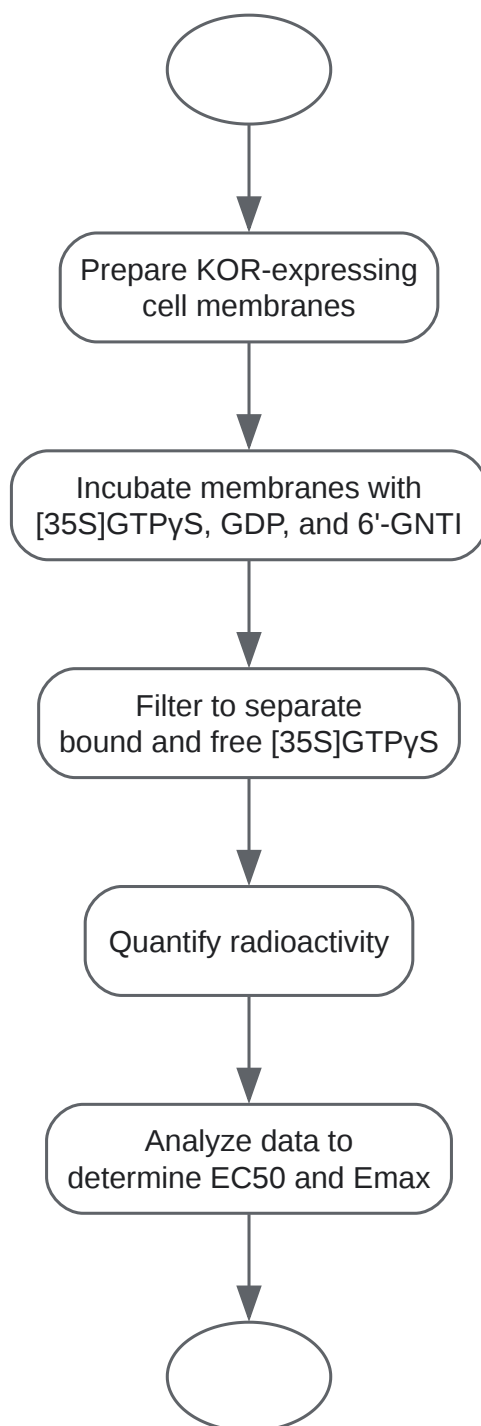 Prepare KOR-expressing
cell membranes
Incubate membranes with
[35S]GTPγS, GDP, and 6'-GNTI
Filter to separate
bound and free [35S]GTPγS
Quantify radioactivity
Analyze data to
determine EC50 and Emax